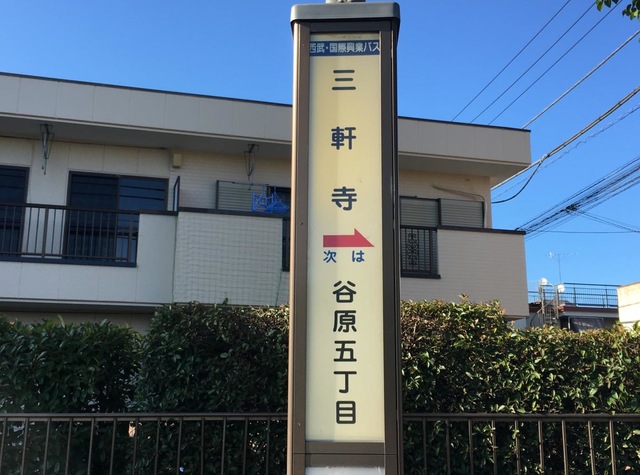 西武・国際興業バス
三軒寺
次は
谷原五丁目